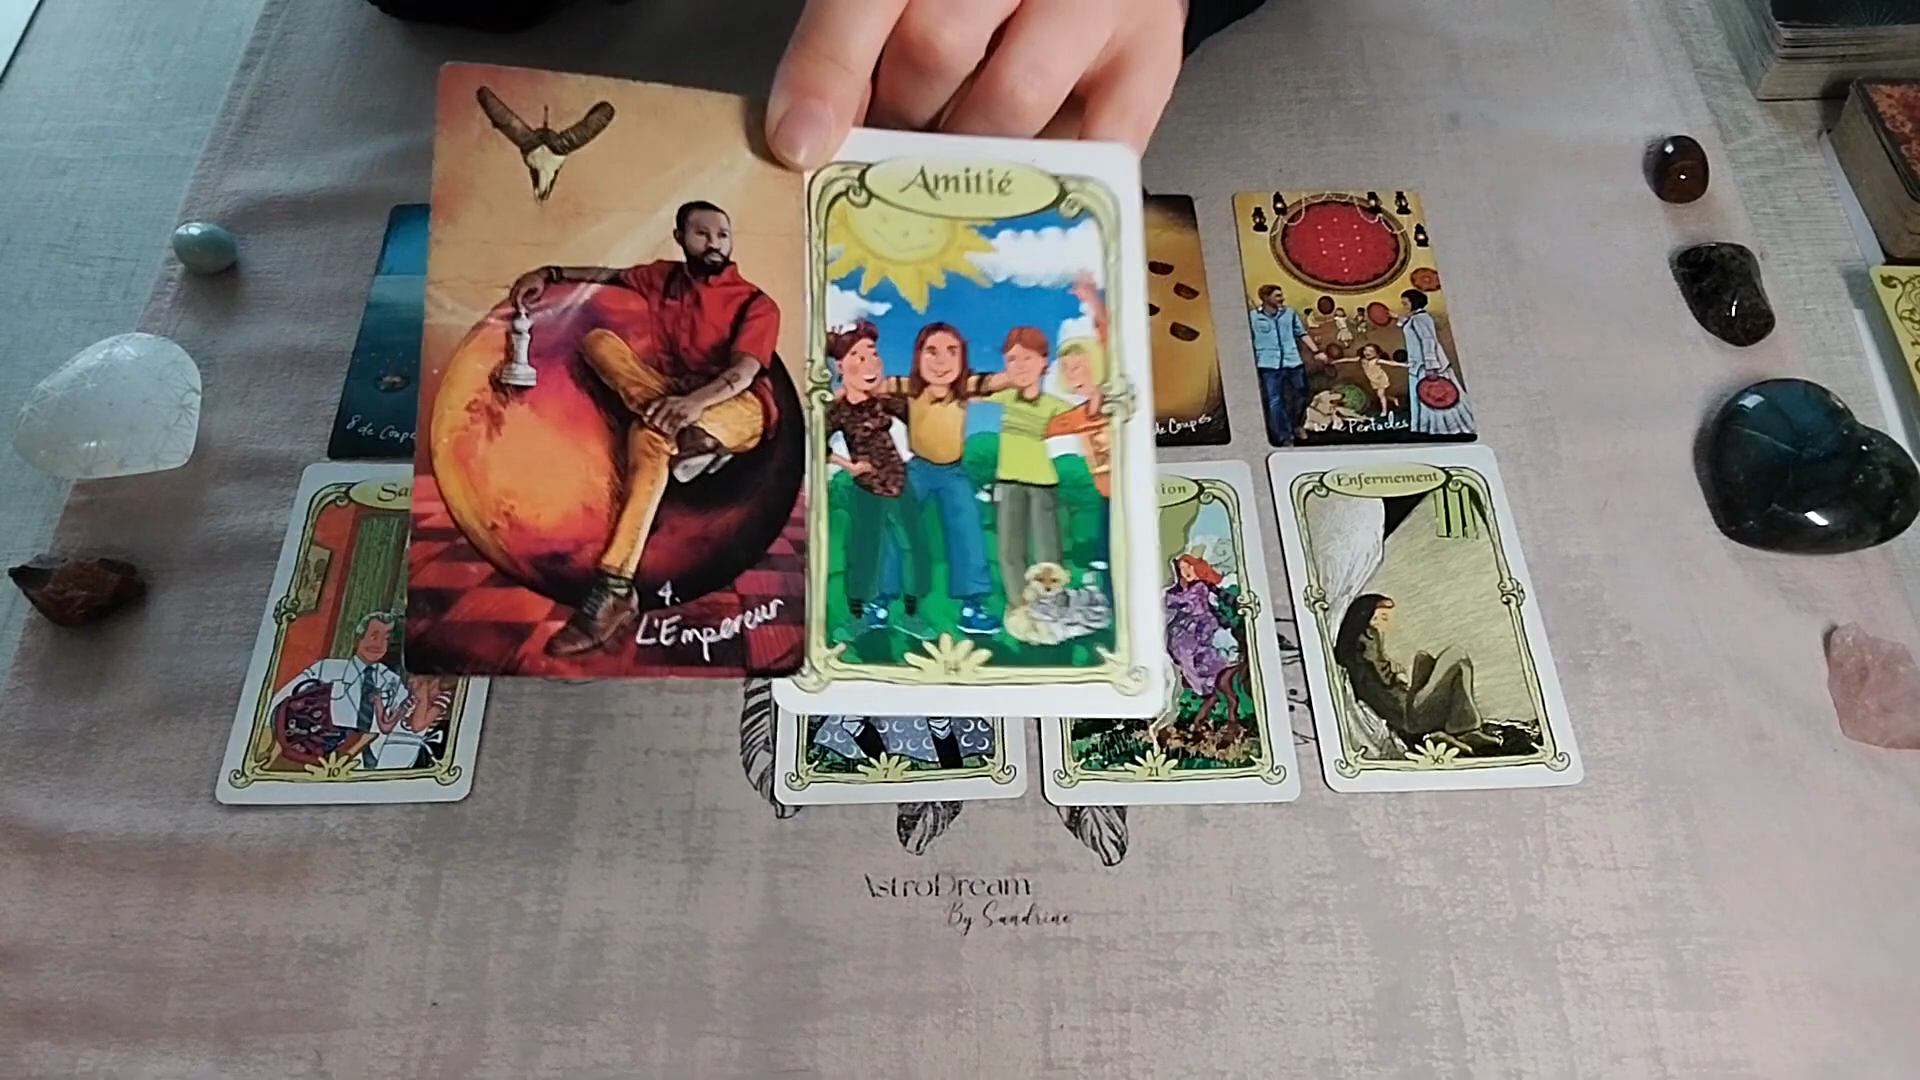 4.
L'Empereur
Amitié
14
8 de Coupe
de Coupes
10 de Pentacles
10
7
21
Enfermement
36
AstroDream
By Sandrine